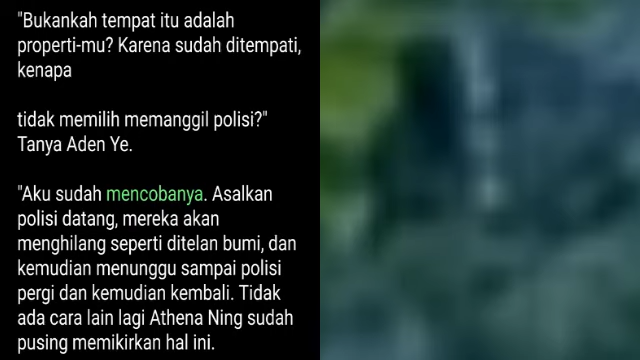 "Bukankah tempat itu adalah
properti-mu? Karena sudah ditempati,
kenapa
tidak memilih memanggil polisi?"
Tanya Aden Ye.
"Aku sudah mencobanya. Asalkan
polisi datang, mereka akan
menghilang seperti ditelan bumi, dan
kemudian menunggu sampai polisi
pergi dan kemudian kembali. Tidak
ada cara lain lagi Athena Ning sudah
pusing memikirkan hal ini.